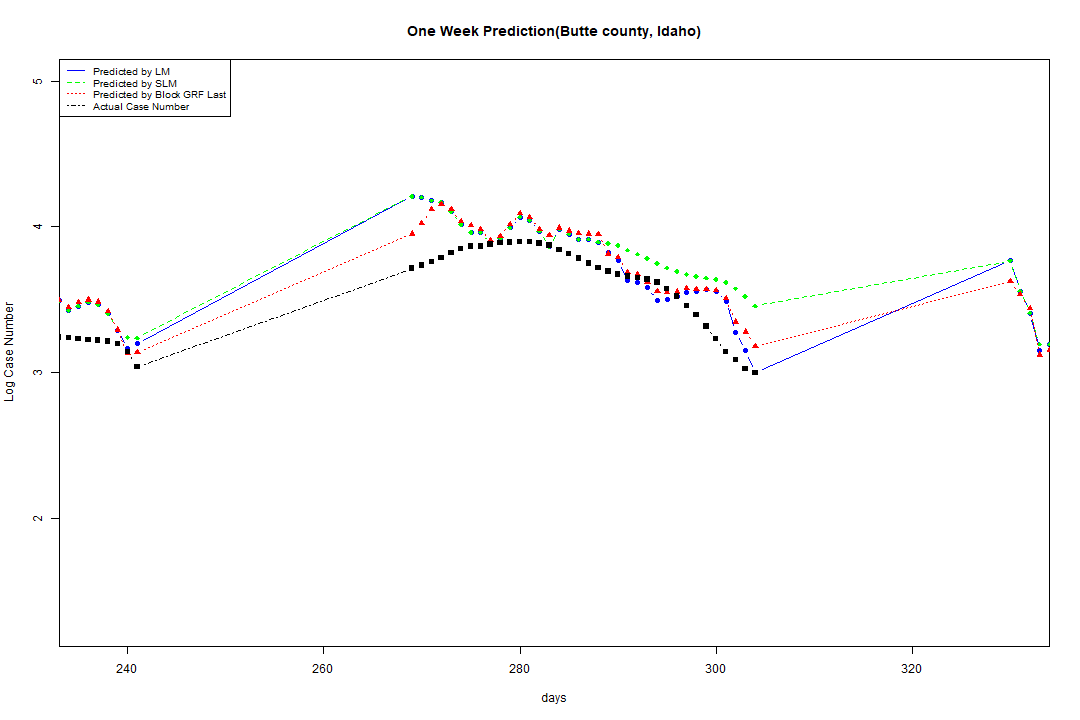 One Week Prediction(Butte county, Idaho)
Predicted by LM
Predicted by SLM
Predicted by Block GRF Last
Actual Case Number
5
4
3
2
Log Case Number
240
260
280
300
320
days